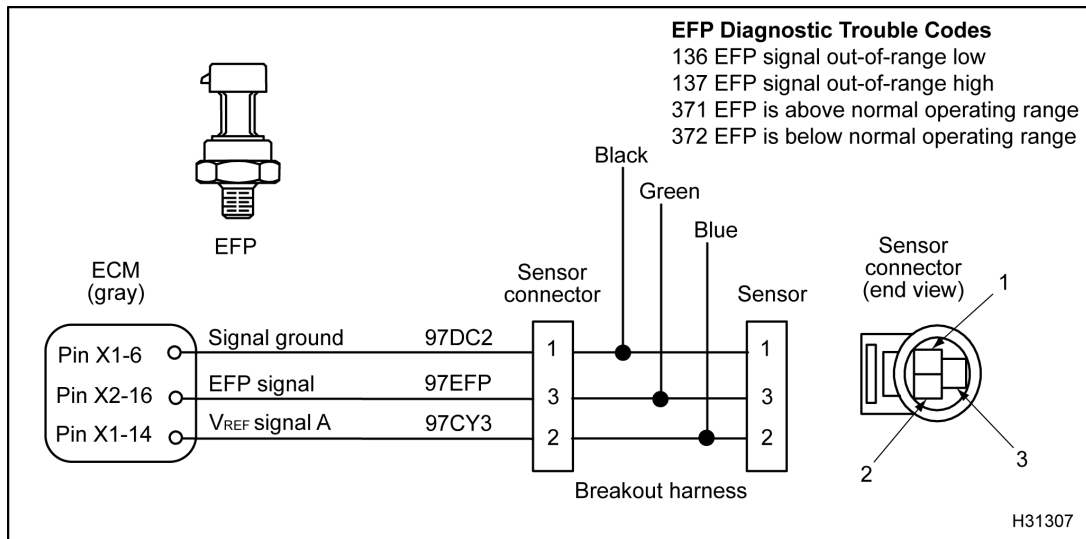 EFP Diagnostic Trouble Codes
136 EFP signal out-of-range low
137 EFP signal out-of-range high
371 EFP is above normal operating range
372 EFP is below normal operating range
EFP
Black
Green
Blue
ECM
(gray)
Sensor
connector
Sensor
Sensor
connector
(end view)
Pin X1-6
Signal ground
97DC2
1
1
Pin X2-16
EFP signal
97EFP
3
3
Pin X1-14
VREF signal A
97CY3
2
2
1
2
3
Breakout harness
H31307